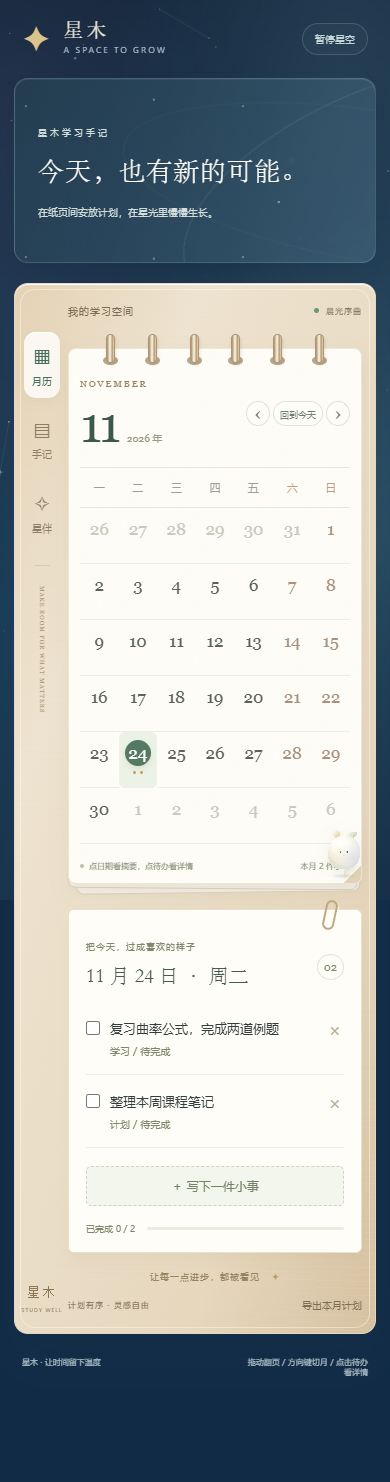 星木
A SPACE TO GROW
暂停星空
星木学习手记
今天，也有新的可能。
在纸页间安放计划，在星光里慢慢生长。
我的学习空间
晨光序曲
月历
手记
星伴
MAKE ROOM FOR WHAT MATTERS
NOVEMBER
11 2026 年
‹ 回到今天 ›
一 二 三 四 五 六 日
26 27 28 29 30 31 1
2 3 4 5 6 7 8
9 10 11 12 13 14 15
16 17 18 19 20 21 22
23 24 25 26 27 28 29
30 1 2 3 4 5 6
点日期看摘要，点待办看详情
本月 2 件
把今天，过成喜欢的样子
11 月 24 日 · 周二
02
复习曲率公式，完成两道例题
学习 / 待完成
整理本周课程笔记
计划 / 待完成
+ 写下一件小事
已完成 0 / 2
让每一点进步，都被看见
星木
STUDY WELL
计划有序 · 灵感自由
导出本月计划
星木 · 让时间留下温度
拖动翻页 / 方向键切月 / 点击待办
看详情